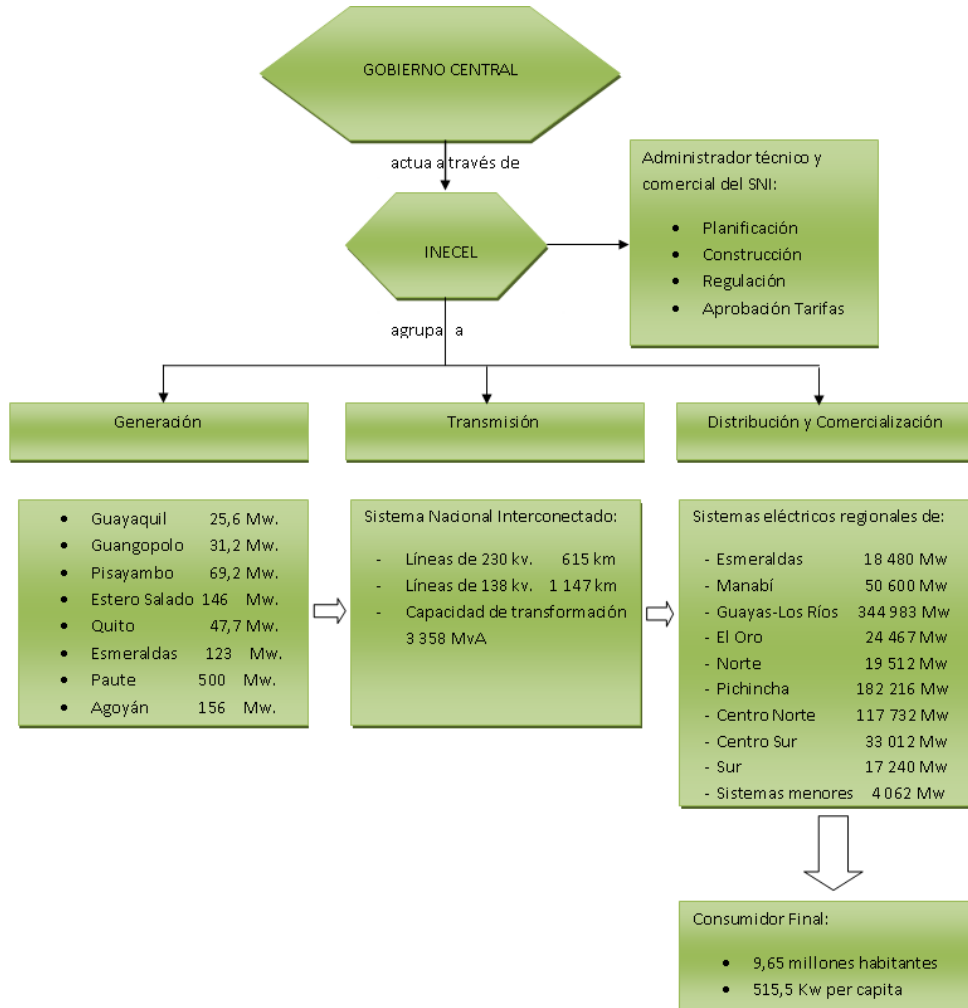 GOBIERNO CENTRAL
actua a través de
Administrador técnico y
comercial del SNI:
• Planificación
• Construcción
• Regulación
• Aprobación Tarifas
INECEL
agrupa a
Generación
Transmisión
Distribución y Comercialización
• Guayaquil 25,6 Mw.
• Guangopolo 31,2 Mw.
• Pisayambo 69,2 Mw.
• Estero Salado 146 Mw.
• Quito 47,7 Mw.
• Esmeraldas 123 Mw.
• Paute 500 Mw.
• Agoyán 156 Mw.
Sistema Nacional Interconectado:
- Líneas de 230 kv. 615 km
- Líneas de 138 kv. 1 147 km
- Capacidad de transformación
3 358 MvA
Sistemas eléctricos regionales de:
- Esmeraldas 18 480 Mw
- Manabí 50 600 Mw
- Guayas-Los Ríos 344 983 Mw
- El Oro 24 467 Mw
- Norte 19 512 Mw
- Pichincha 182 216 Mw
- Centro Norte 117 732 Mw
- Centro Sur 33 012 Mw
- Sur 17 240 Mw
- Sistemas menores 4 062 Mw
Consumidor Final:
• 9,65 millones habitantes
• 515,5 Kw per capita